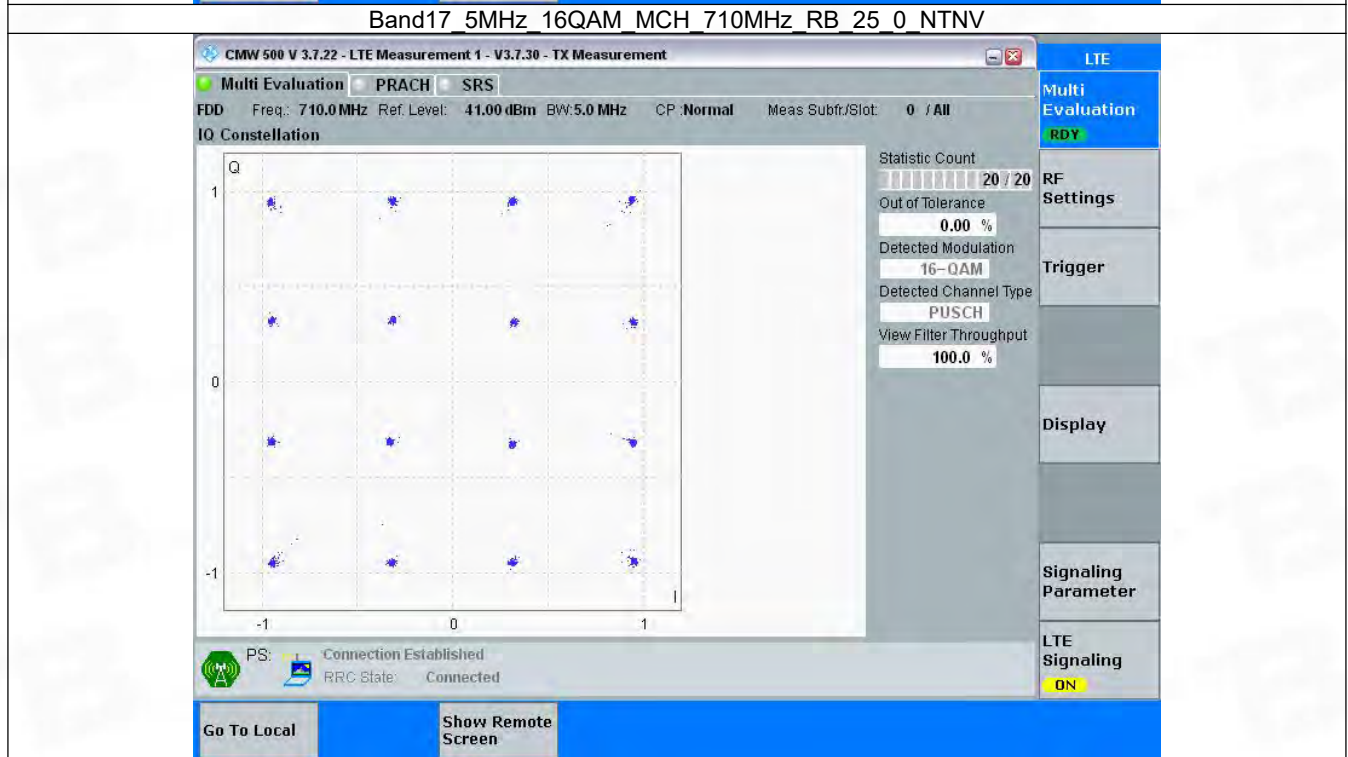 Band17_5MHz_16QAM_MCH_710MHz_RB_25_0_NTNV
CMW 500 V 3.7.22 - LTE Measurement 1 - V3.7.30 - TX Measurement
LTE
Multi Evaluation PRACH SRS
FDD Freq.: 710.0 MHz Ref. Level: 41.00 dBm BW: 5.0 MHz CP :Normal Meas Subfr./Slot: 0 / All
IQ Constellation
Q
1
0
-1
-1 0 1
I
Statistic Count
20 / 20
Out of Tolerance
0.00 %
Detected Modulation
16-QAM
Detected Channel Type
PUSCH
View Filter Throughput
100.0 %
Multi
Evaluation
RDY
RF
Settings
Trigger
Display
Signaling
Parameter
LTE
Signaling
ON
PS: Connection Established
RRC State: Connected
Go To Local
Show Remote
Screen